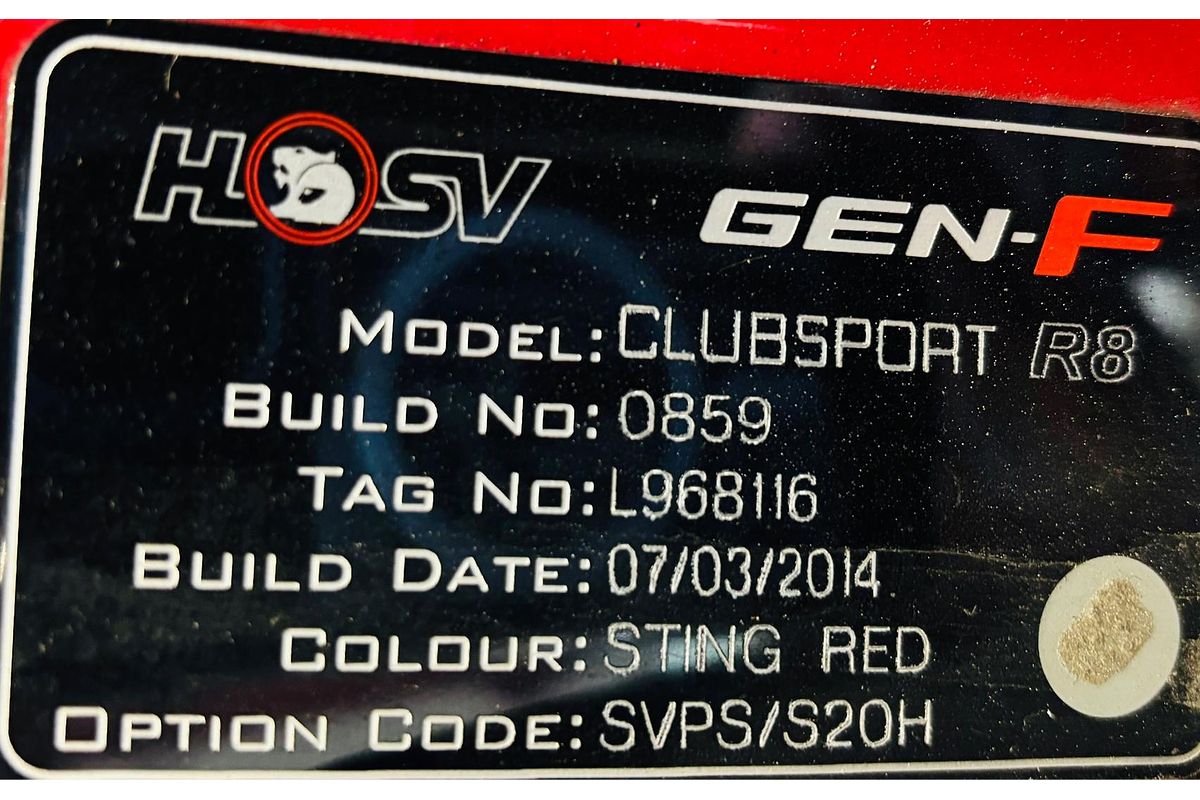 HSV
GEN-F
MODEL: CLUBSPORT R8
BUILD NO: 0859
TAG NO: L968116
BUILD DATE: 07/03/2014
COLOUR: STING RED
OPTION CODE: SVPS/S20H